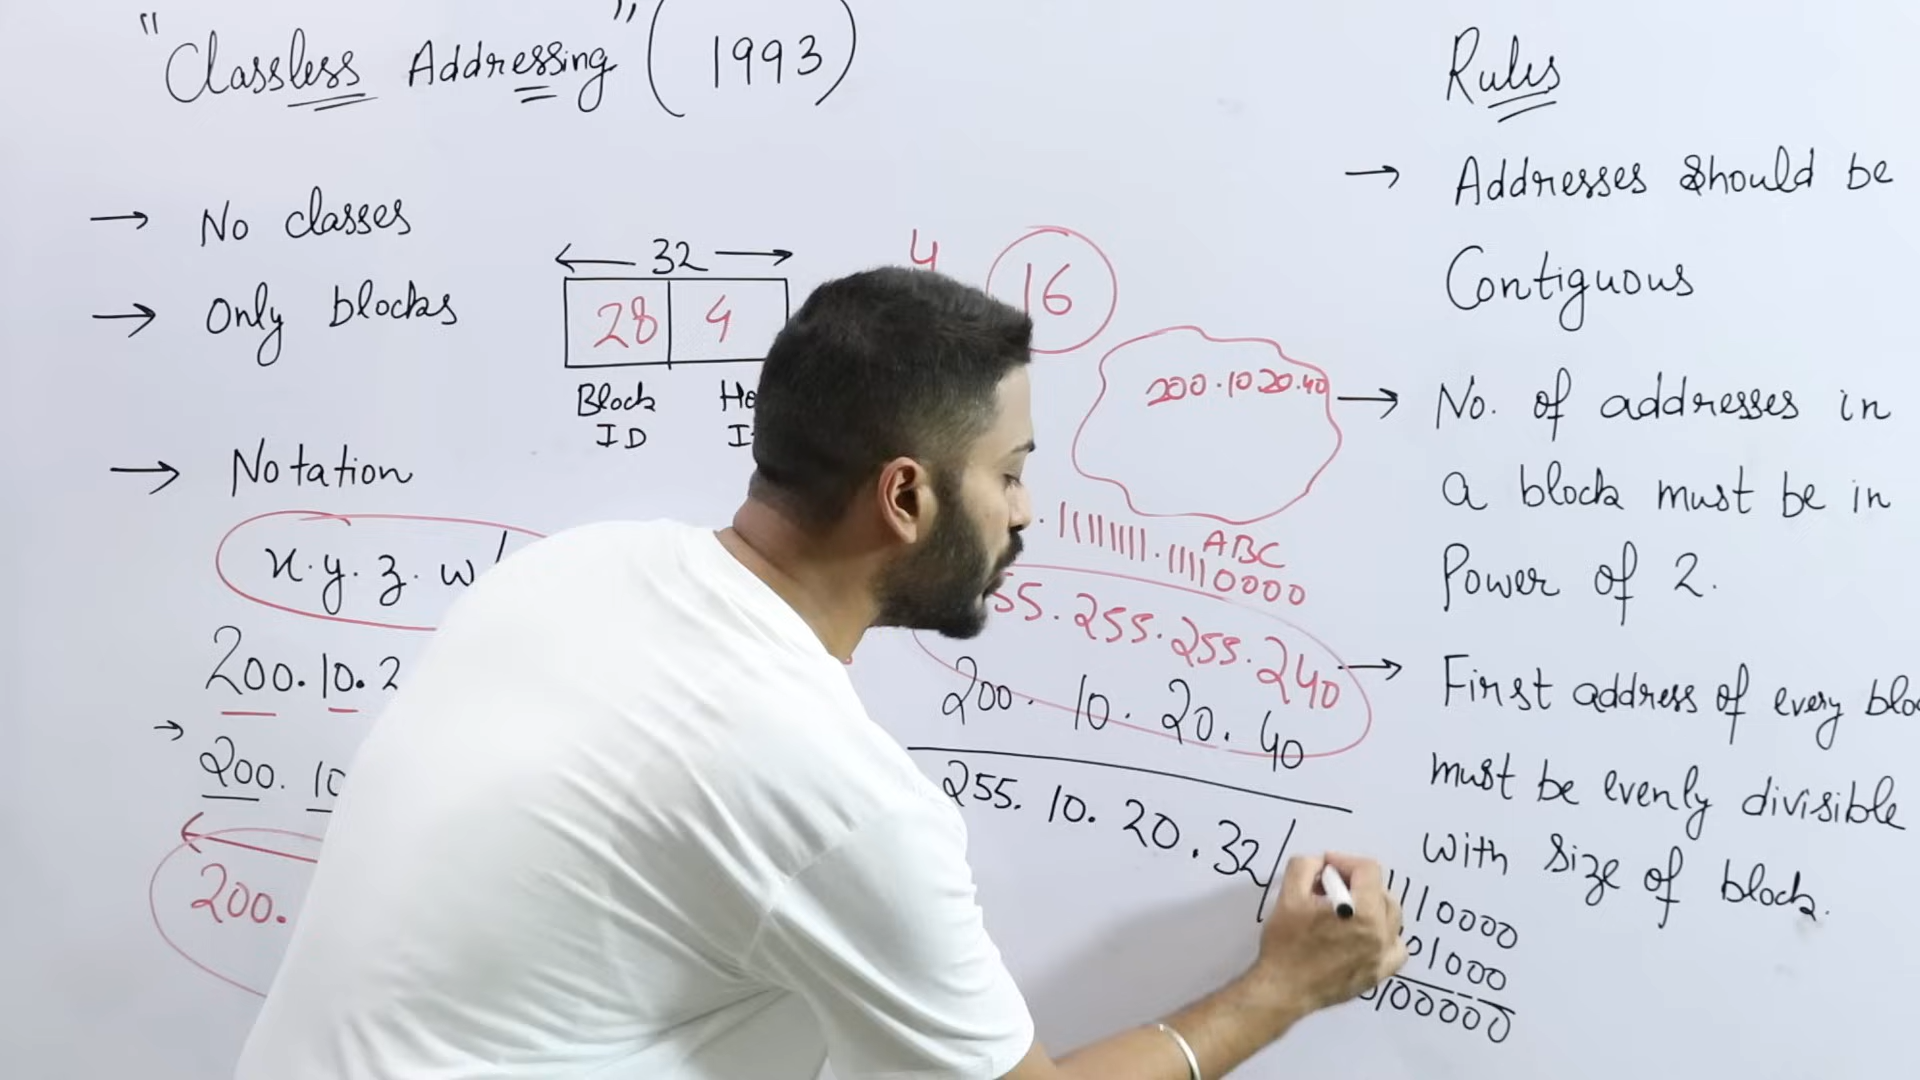 "Classless Addressing" (1993)
→ No classes
→ Only blocks
← 32 →
28 4
Block
ID
4
16
→ Notation
x.y.z.w/
200.10.2
→ 200. 10
200.
200.10.20.40
ABC
.11111111.11110000
55.255.255.240
200. 10. 20. 40
255. 10. 20. 32/
1110000
01000
0100000
Rules
→ Addresses should be
Contiguous
→ No. of addresses in
a block must be in
Power of 2.
→ First address of every
must be evenly divisible
with size of block.